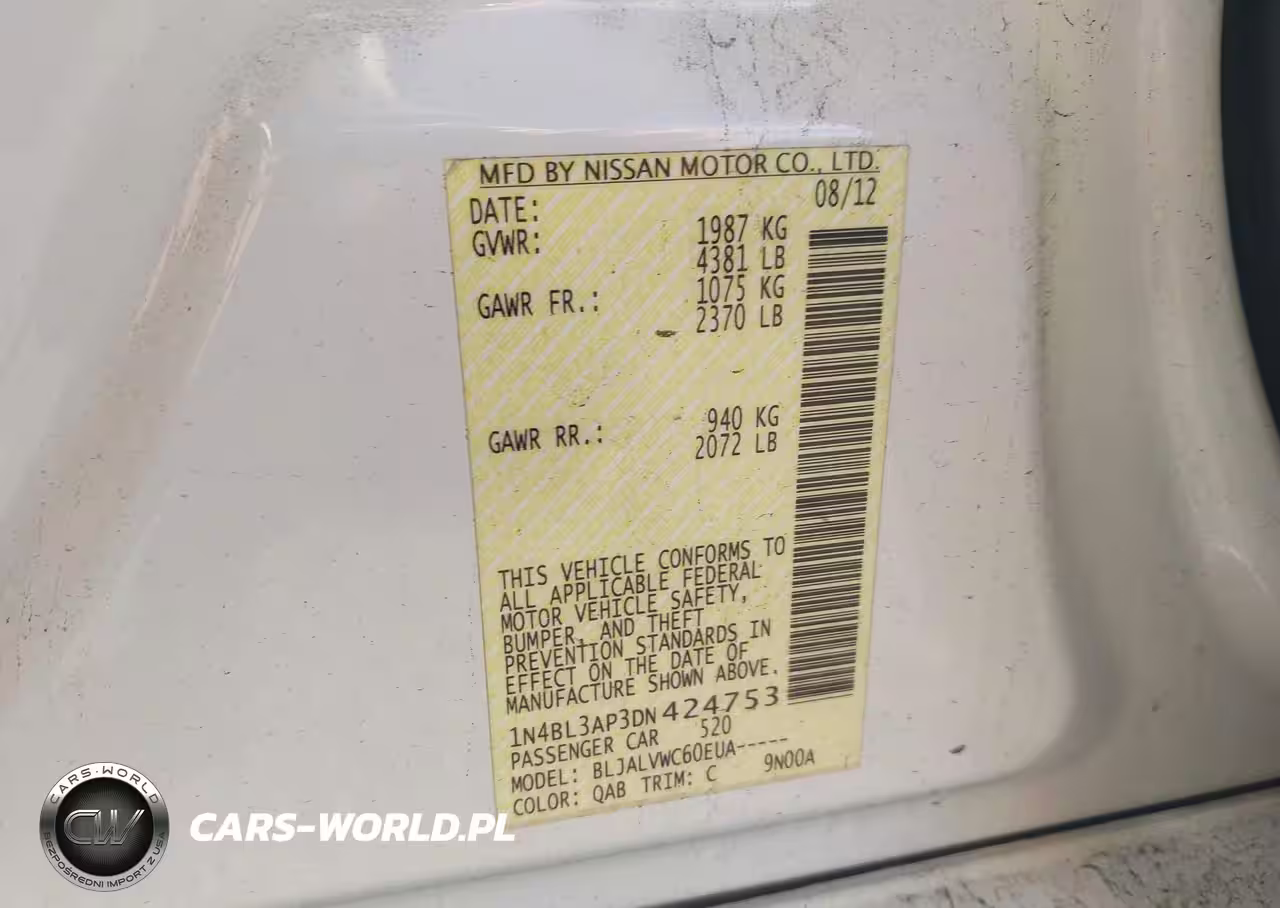 MFD BY NISSAN MOTOR CO., LTD.
DATE: 08/12
GVWR: 1987 KG
4381 LB
GAWR FR.: 1075 KG
2370 LB
GAWR RR.: 940 KG
2072 LB
THIS VEHICLE CONFORMS TO
ALL APPLICABLE FEDERAL
MOTOR VEHICLE SAFETY,
BUMPER, AND THEFT
PREVENTION STANDARDS IN
EFFECT ON THE DATE OF
MANUFACTURE SHOWN ABOVE.
1N4BL3AP3DN424753
PASSENGER CAR 520
MODEL: BLJALVWC60EUA-----
COLOR: QAB TRIM: C 9N00A
CARS-WORLD
CW
BEZPOŚREDNI IMPORT Z USA
CARS-WORLD.PL